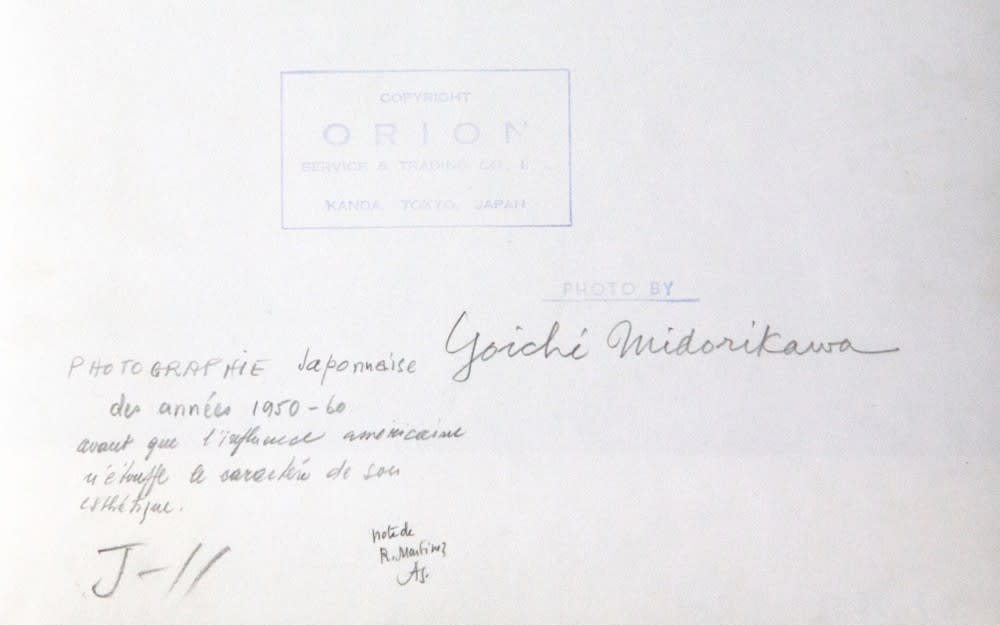 COPYRIGHT
ORION
SERVICE & TRADING CO., L
KANDA, TOKYO, JAPAN
PHOTO BY
Yoichi Midorikawa
PHOTOGRAPHIE Japonnaise
des années 1950-60
avant que l'influence américaine
n'étouffe le caractère de son
esthétique.
J-11
note de
R. Martinez